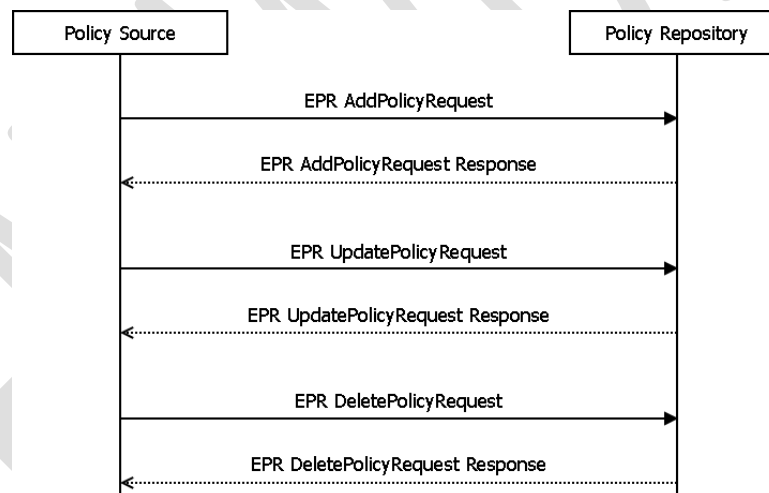 Policy Source
Policy Repository
EPR AddPolicyRequest
EPR AddPolicyRequest Response
EPR UpdatePolicyRequest
EPR UpdatePolicyRequest Response
EPR DeletePolicyRequest
EPR DeletePolicyRequest Response